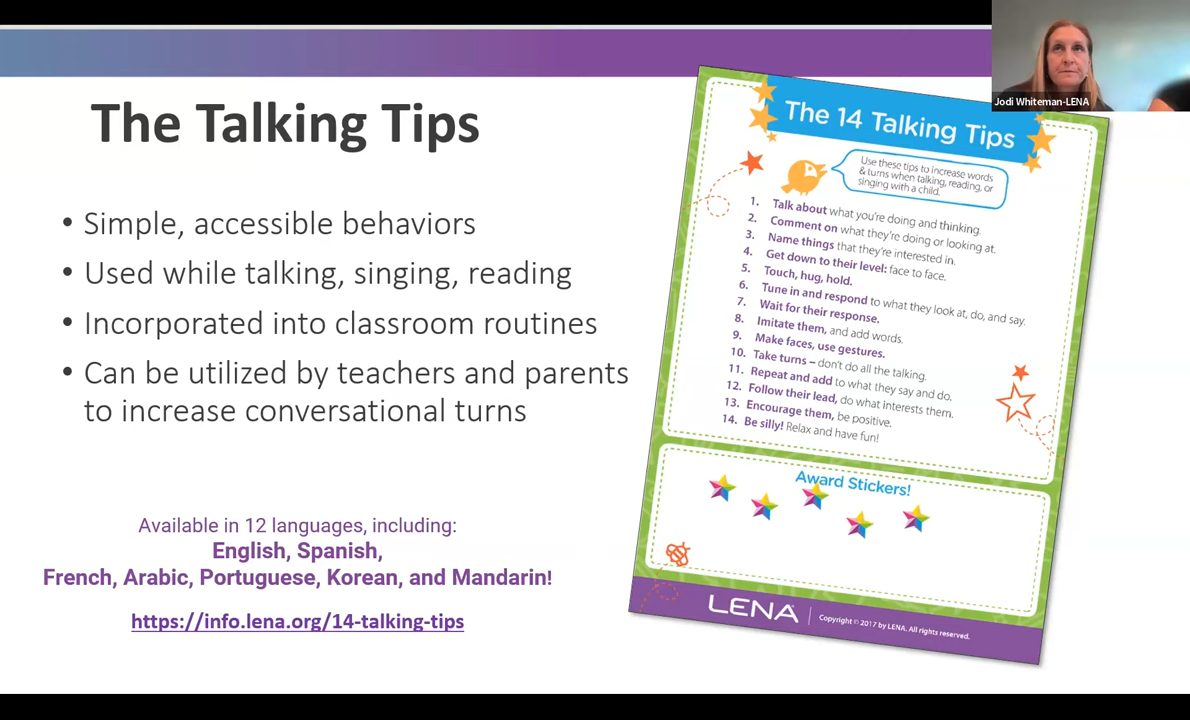 Jodi Whiteman-LENA
The Talking Tips
• Simple, accessible behaviors
• Used while talking, singing, reading
• Incorporated into classroom routines
• Can be utilized by teachers and parents
to increase conversational turns
Available in 12 languages, including:
English, Spanish,
French, Arabic, Portuguese, Korean, and Mandarin!
https://info.lena.org/14-talking-tips
The 14 Talking Tips
Use these tips to increase words
& turns when talking, reading, or
singing with a child.
1. Talk about what you're doing and thinking.
2. Comment on what they're doing or looking at.
3. Name things that they're interested in.
4. Get down to their level: face to face.
5. Touch, hug, hold.
6. Tune in and respond to what they look at, do, and say.
7. Wait for their response.
8. Imitate them, and add words.
9. Make faces, use gestures.
10. Take turns – don't do all the talking.
11. Repeat and add to what they say and do.
12. Follow their lead, do what interests them.
13. Encourage them, be positive.
14. Be silly! Relax and have fun!
Award Stickers!
LENA
Copyright © 2017 by LENA. All rights reserved.